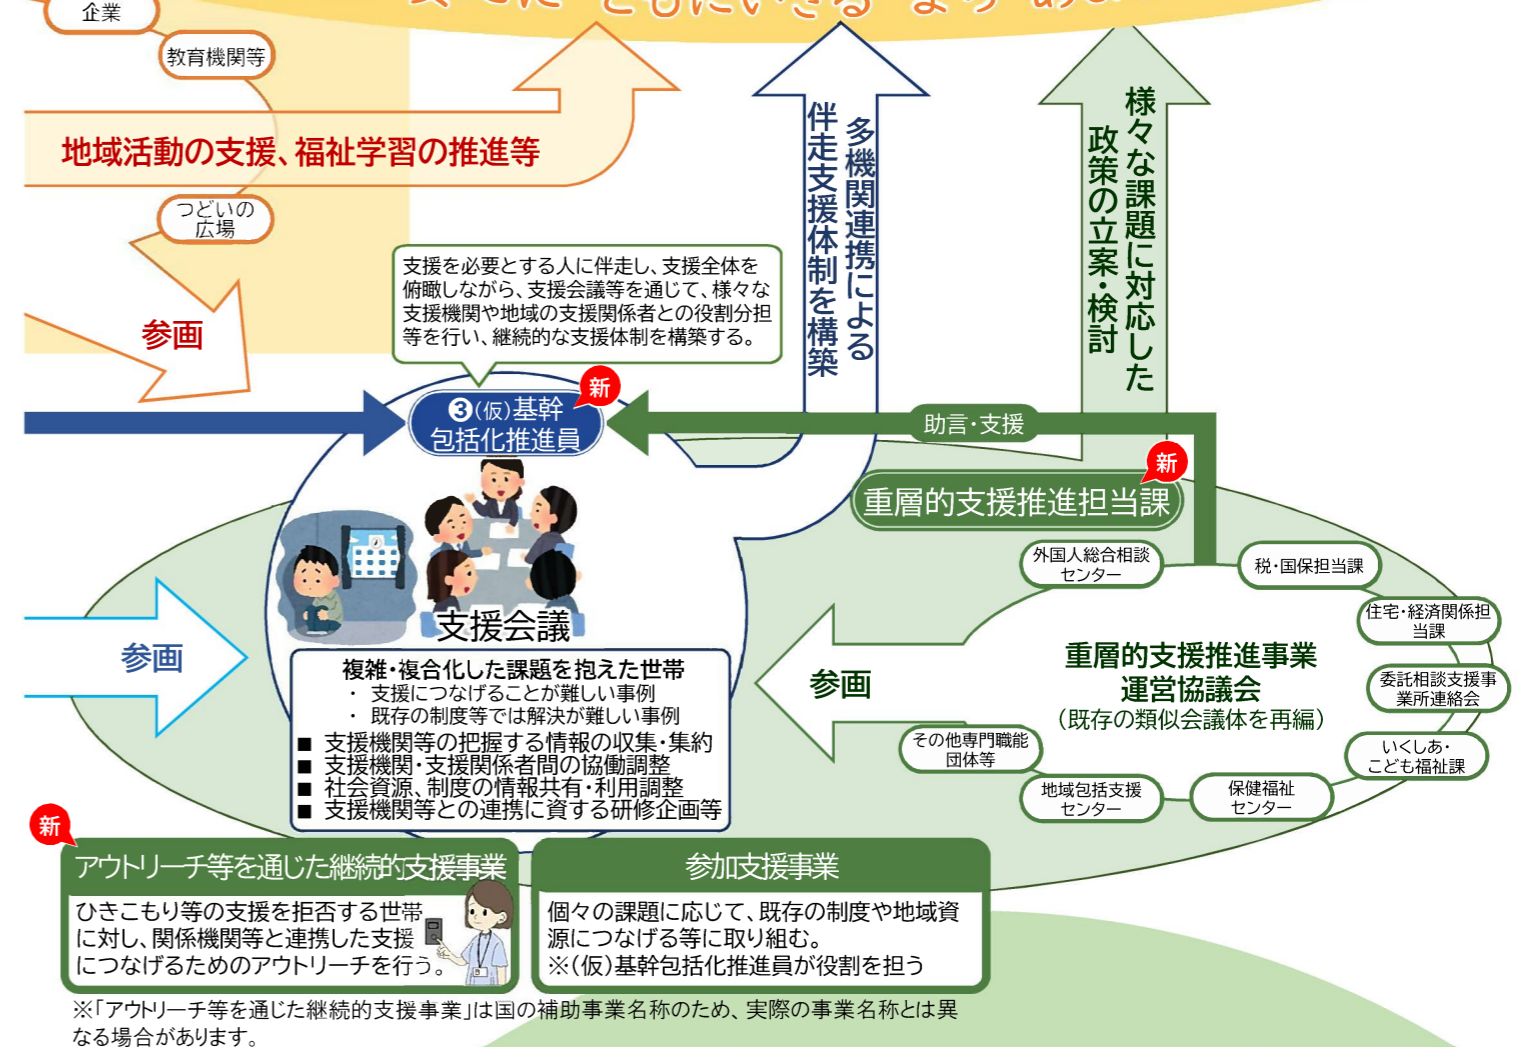 ともにいきる まち
企業
教育機関等
地域活動の支援、福祉学習の推進等
つどいの
広場
参画
多機関連携による
伴走支援体制を構築
様々な課題に対応した
政策の立案・検討
支援を必要とする人に伴走し、支援全体を
俯瞰しながら、支援会議等を通じて、様々な
支援機関や地域の支援関係者との役割分担
等を行い、継続的な支援体制を構築する。
新
❸(仮)基幹
包括化推進員
助言・支援
新
重層的支援推進担当課
支援会議
複雑・複合化した課題を抱えた世帯
・ 支援につなげることが難しい事例
・ 既存の制度等では解決が難しい事例
■ 支援機関等の把握する情報の収集・集約
■ 支援機関・支援関係者間の協働調整
■ 社会資源、制度の情報共有・利用調整
■ 支援機関等との連携に資する研修企画等
参画
参画
外国人総合相談
センター
税・国保担当課
住宅・経済関係担
当課
委託相談支援事
業所連絡会
いくしあ・
こども福祉課
保健福祉
センター
地域包括支援
センター
その他専門職能
団体等
重層的支援推進事業
運営協議会
(既存の類似会議体を再編)
新
アウトリーチ等を通じた継続的支援事業
ひきこもり等の支援を拒否する世帯
に対し、関係機関等と連携した支援
につなげるためのアウトリーチを行う。
参加支援事業
個々の課題に応じて、既存の制度や地域資
源につなげる等に取り組む。
※(仮)基幹包括化推進員が役割を担う
※「アウトリーチ等を通じた継続的支援事業」は国の補助事業名称のため、実際の事業名称とは異
なる場合があります。